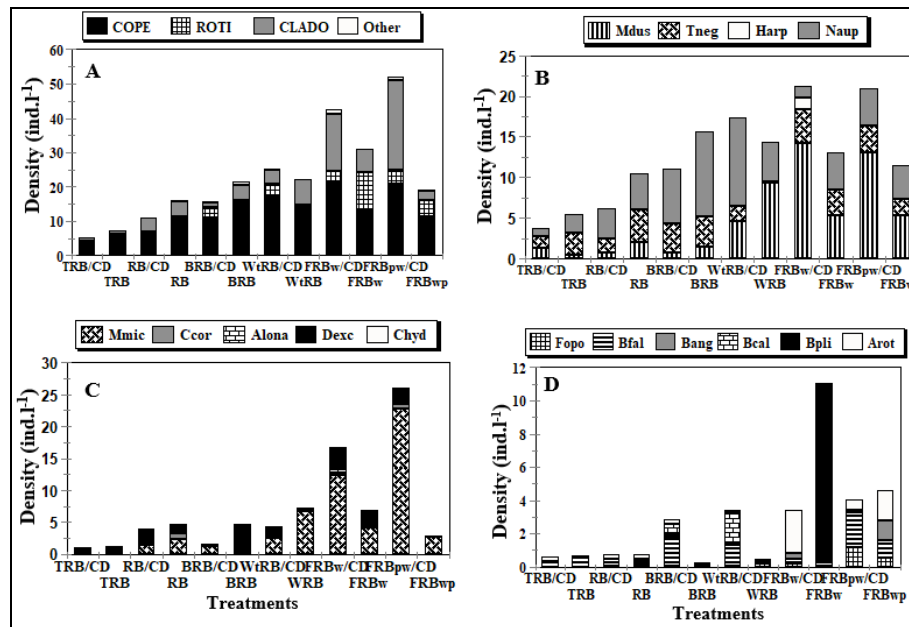 COPE ROTI CLADO Other
A
Density (ind.l-1)
60
50
40
30
20
10
0
TRB/CD RB/CD BRB/CD WtRB/CD FRBw/CD FRBpw/CD
TRB RB BRB WtRB FRBw FRBwp
Mdus Tneg Harp Naup
B
Density (ind.l-1)
25
20
15
10
5
0
TRB/CD RB/CD BRB/CD WtRB/CD FRBw/CD FRBpw/CD
TRB RB BRB WRB FRBw FRBw
Mmic Ccor Alona Dexc Chyd
C
Density (ind.l-1)
30
25
20
15
10
5
0
TRB/CD RB/CD BRB/CD WtRB/CD FRBw/CD FRBpw/CD
TRB RB BRB WRB FRBw FRBwp
Treatments
Fopo Bfal Bang Bcal Bpli Arot
D
Density (ind.l-1)
12
10
8
6
4
2
0
TRB/CD RB/CD BRB/CD WtRB/CD FRBw/CD FRBpw/CD
TRB RB BRB WRB FRBw FRBwp
Treatments